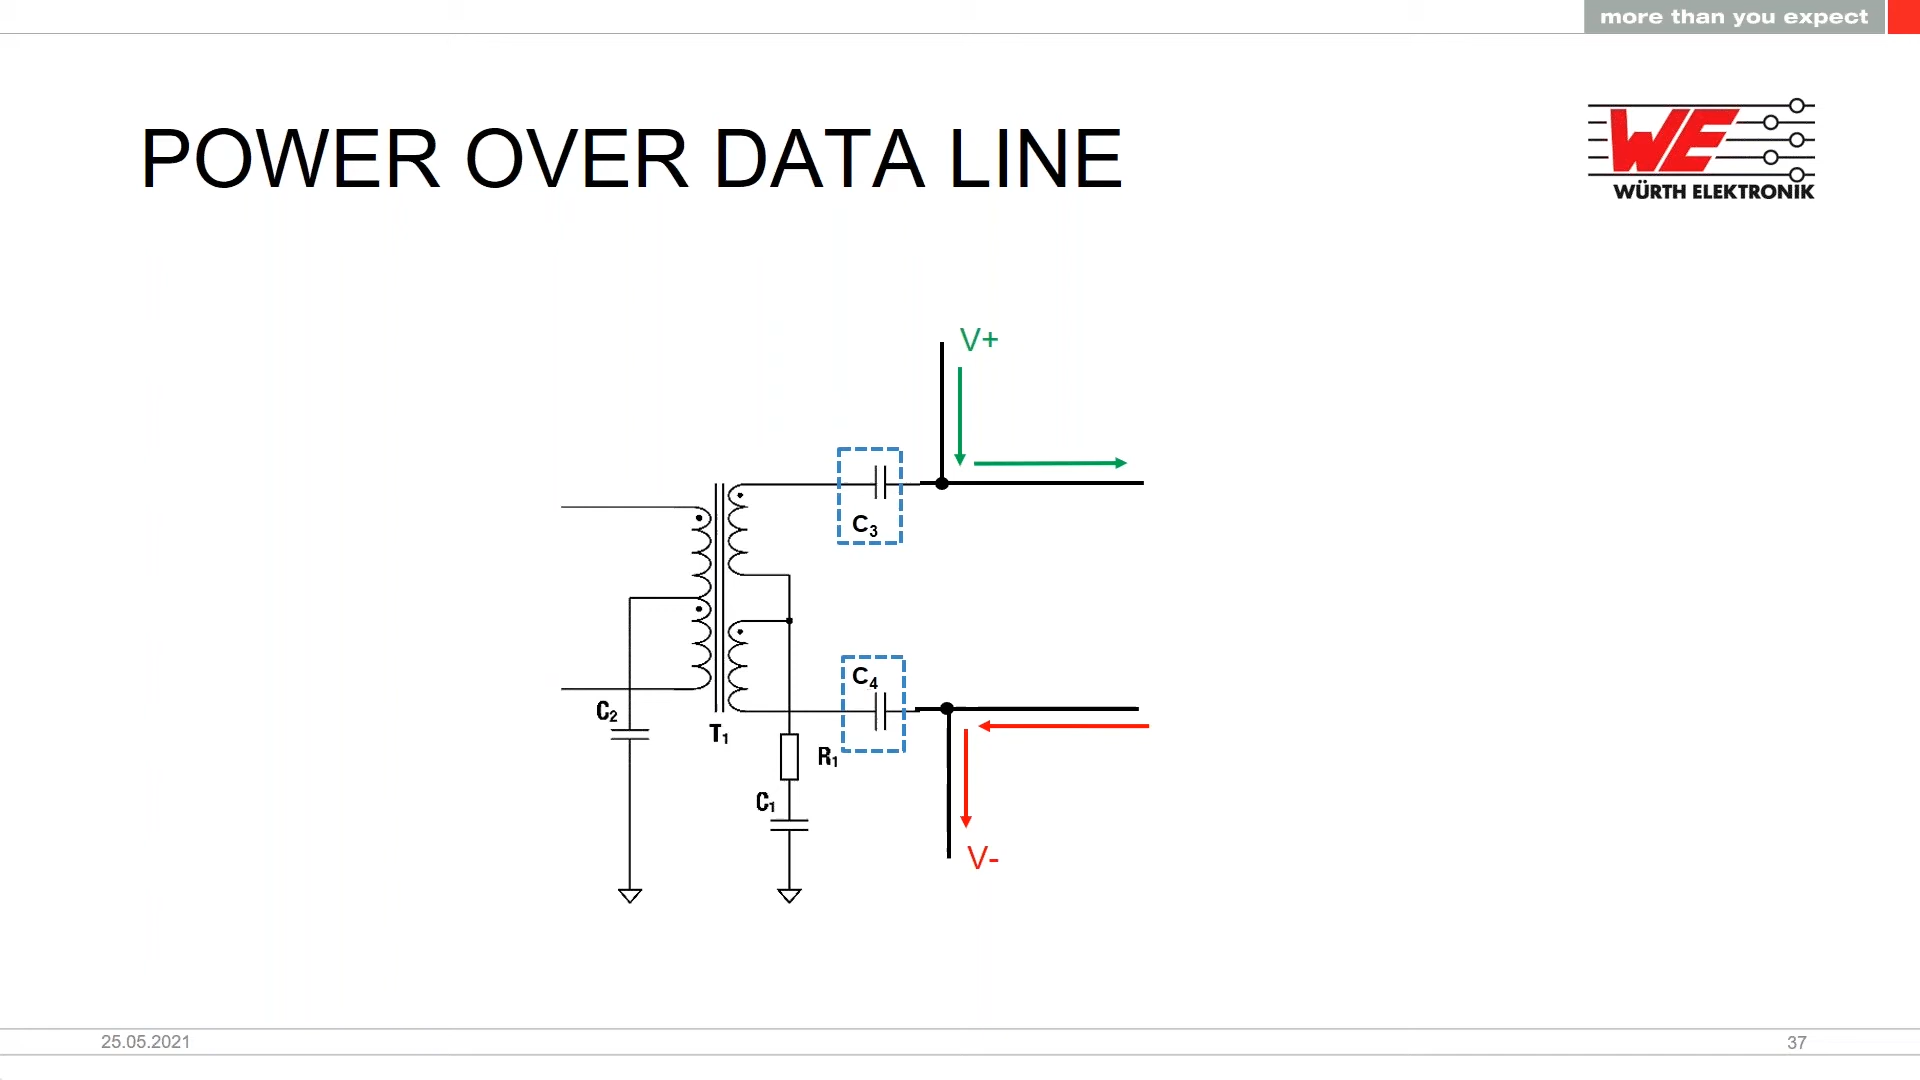 more than you expect
POWER OVER DATA LINE
WE
WÜRTH ELEKTRONIK
V+
C3
C4
C2
T1
R1
C1
V-
25.05.2021
37